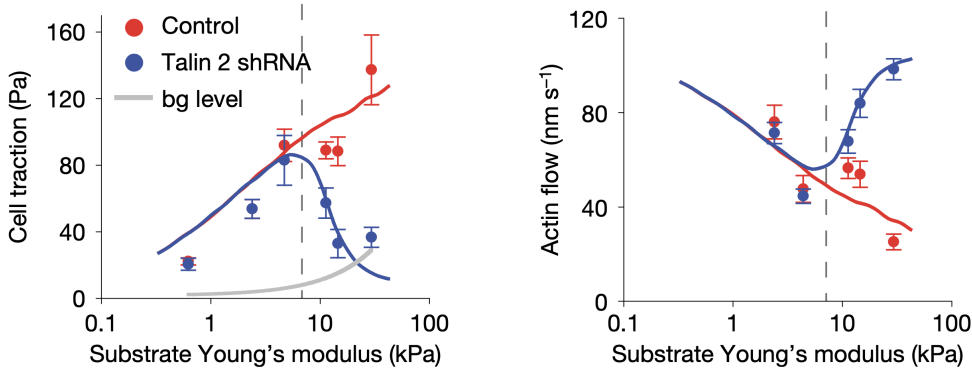 Cell traction (Pa)
160
120
80
40
0
Control
Talin 2 shRNA
bg level
0.1 1 10 100
Substrate Young’s modulus (kPa)
Actin flow (nm s⁻¹)
120
80
40
0
0.1 1 10 100
Substrate Young’s modulus (kPa)